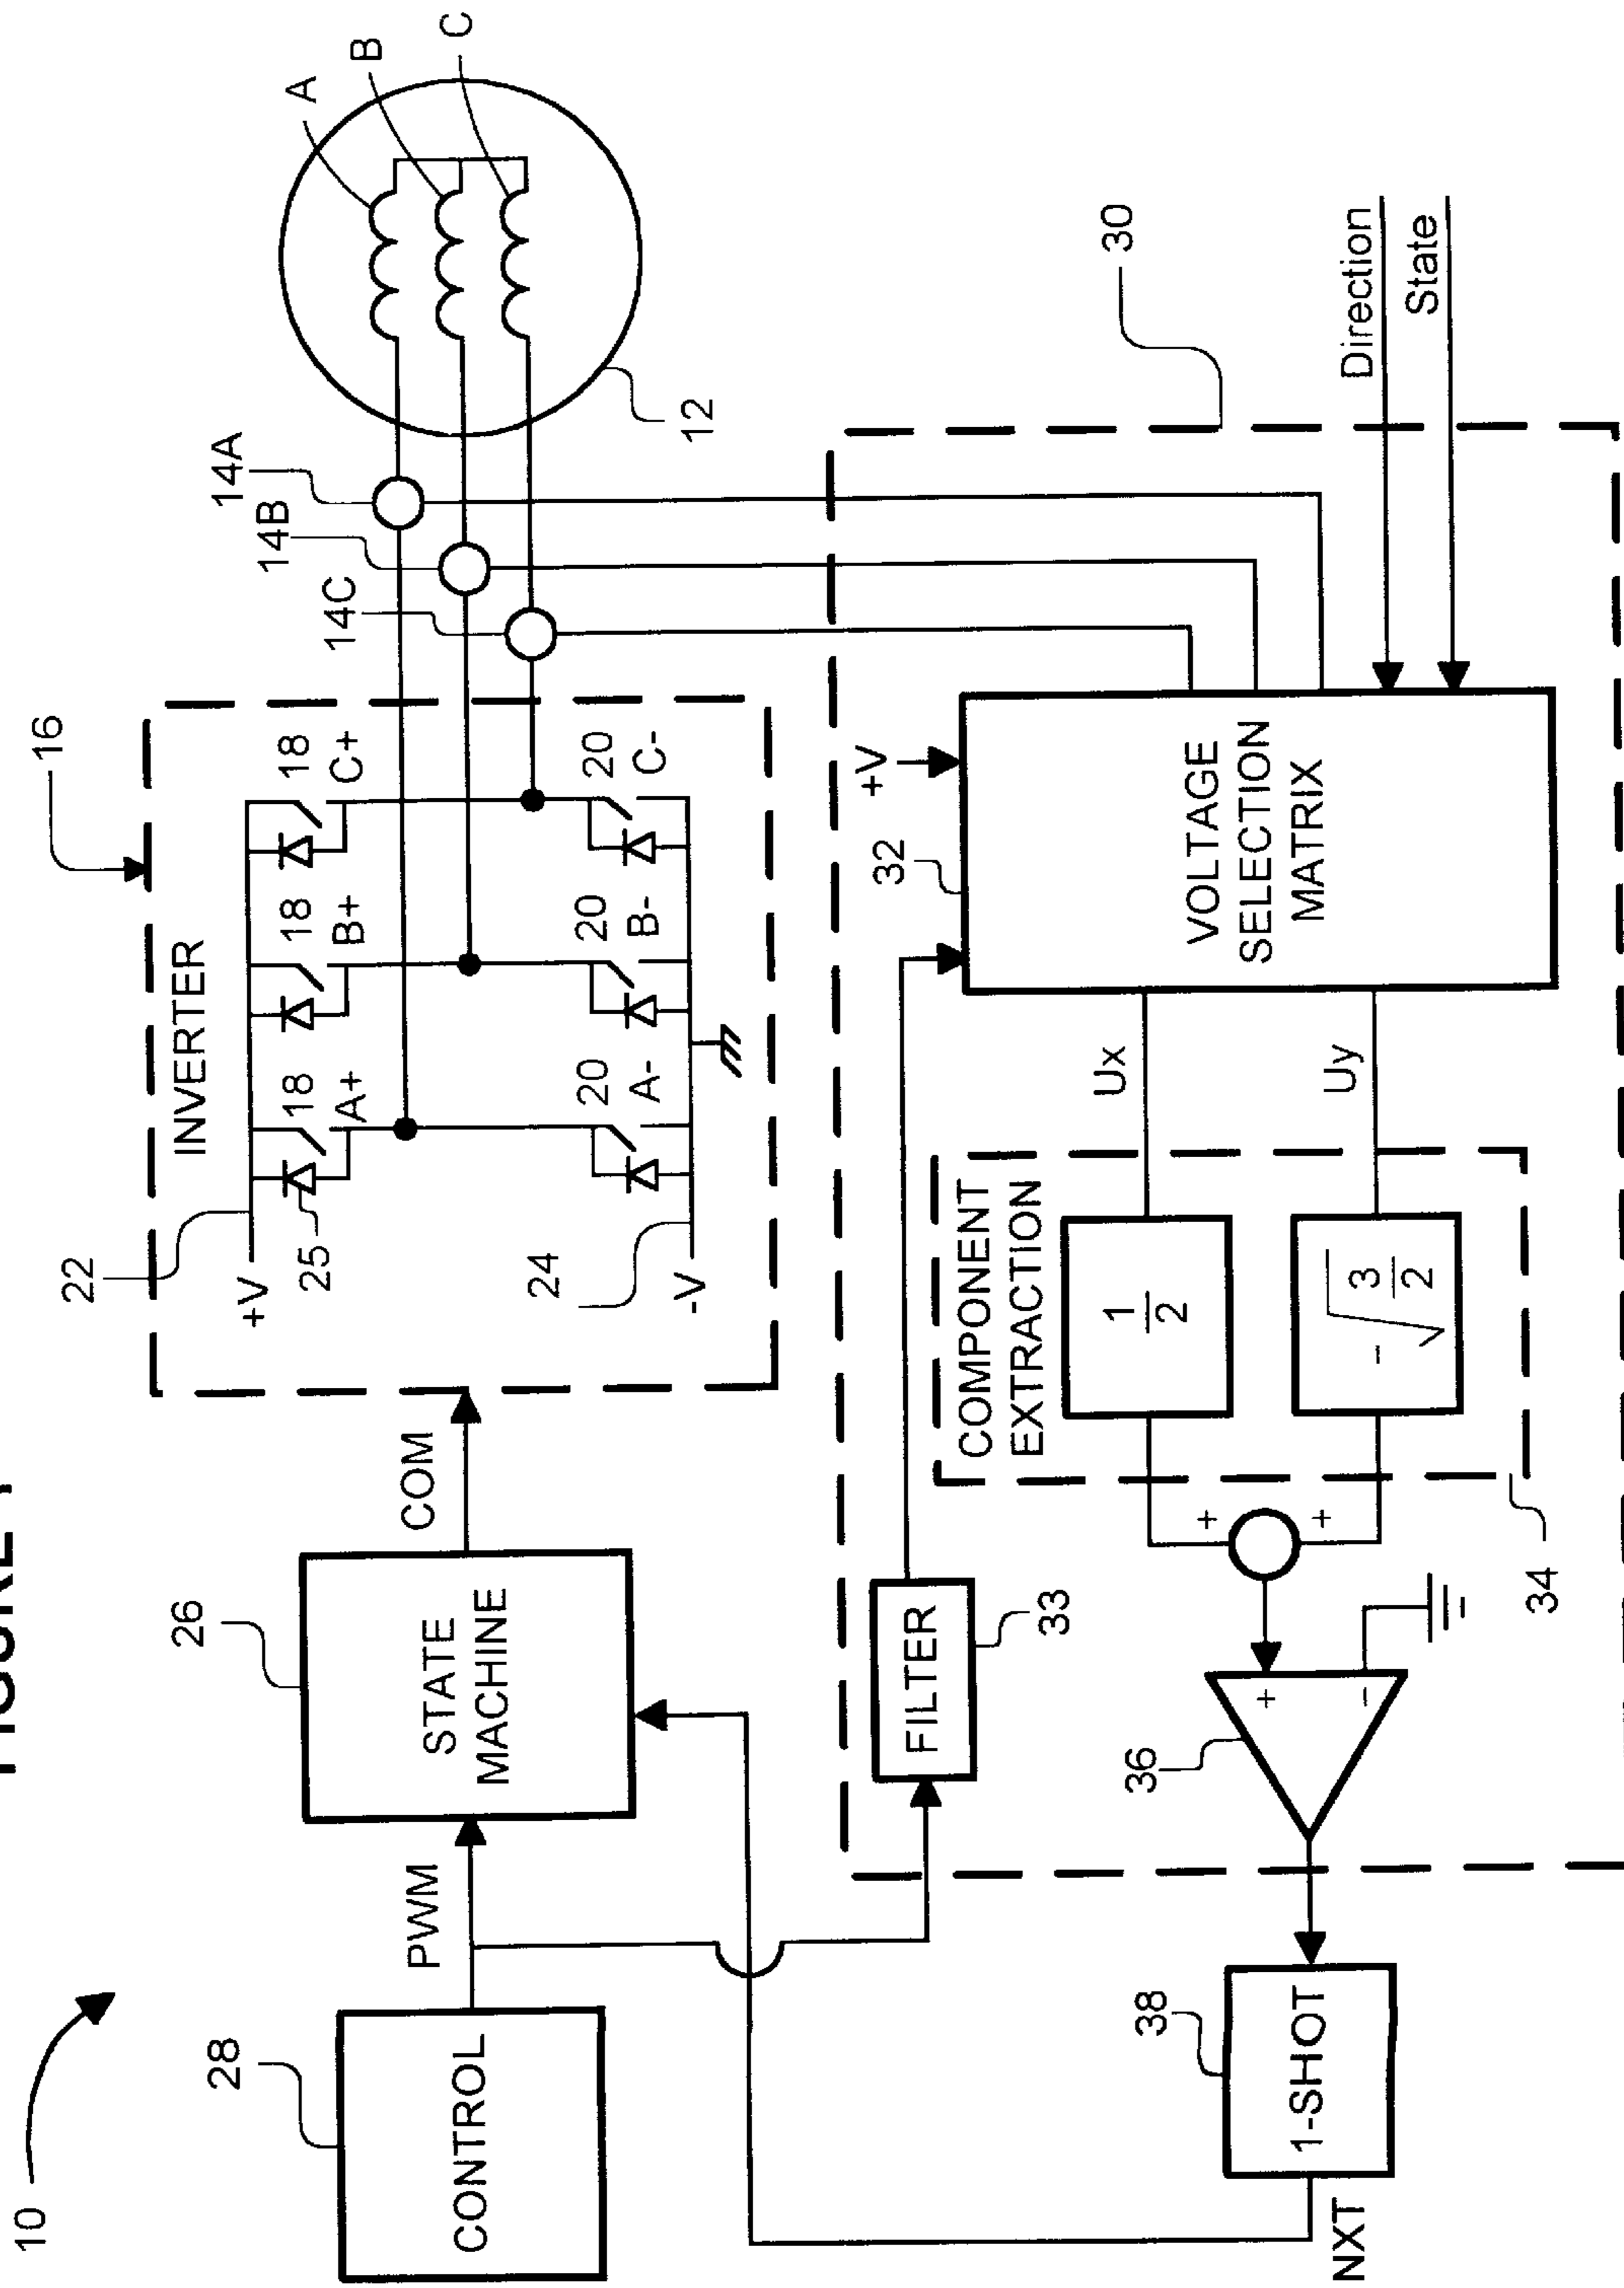 FIGURE 1
10
28
CONTROL
PWM
26
STATE
MACHINE
COM
16
INVERTER
22
+V
25
18
A+
18
B+
18
C+
24
-V
20
A-
20
B-
20
C-
14A
14B
14C
A
B
C
12
30
Direction
State
+V
32
VOLTAGE
SELECTION
MATRIX
Ux
Uy
COMPONENT
EXTRACTION
1
2
- √ 3
2
34
+
+
FILTER
33
36
+
-
38
1-SHOT
NXT